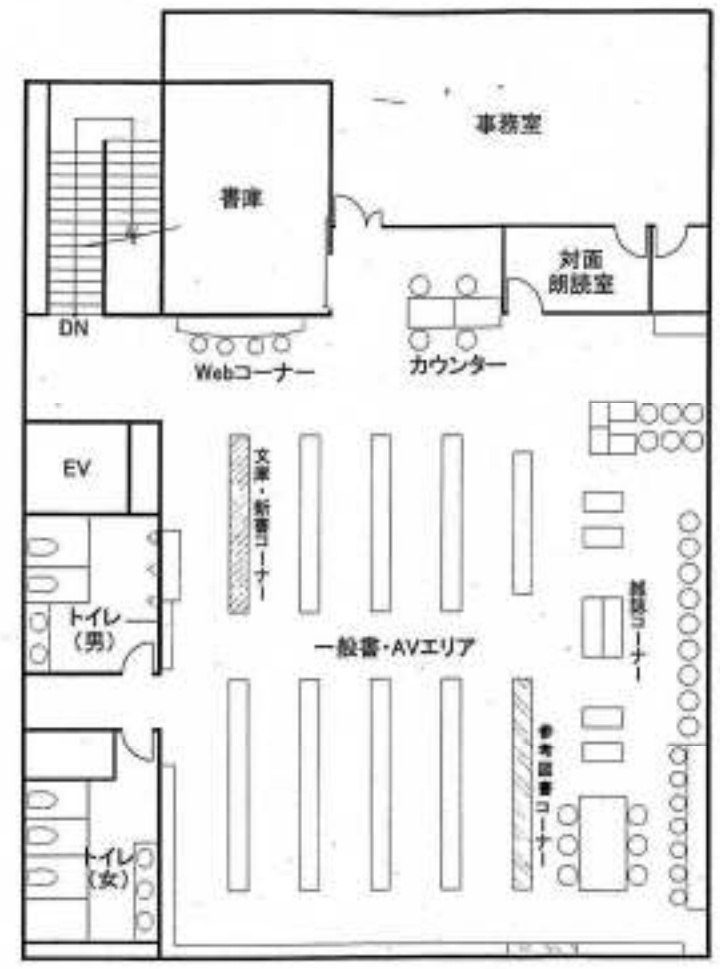 事務室
書庫
対面
朗読室
DN
Webコーナー
カウンター
EV
文庫・新書コーナー
トイレ
(男)
雑誌コーナー
一般書・AVエリア
参考図書コーナー
トイレ
(女)